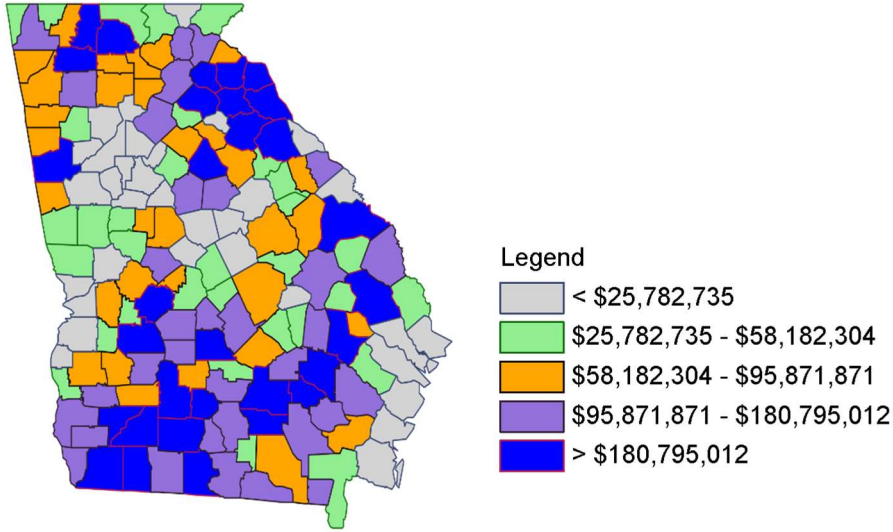 Legend
< $25,782,735
$25,782,735 - $58,182,304
$58,182,304 - $95,871,871
$95,871,871 - $180,795,012
> $180,795,012